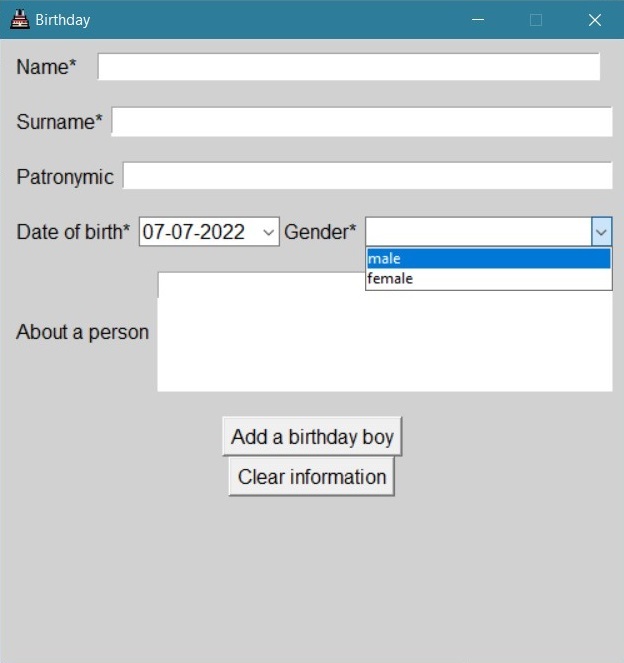 Birthday
Name*
Surname*
Patronymic
Date of birth* 07-07-2022 Gender*
male
female
About a person
Add a birthday boy
Clear information